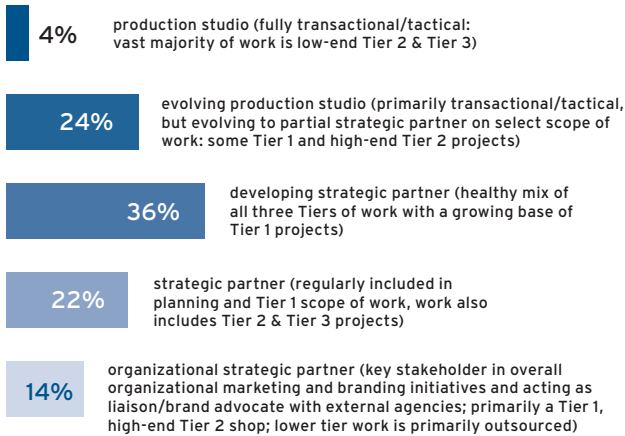 4%
production studio (fully transactional/tactical:
vast majority of work is low-end Tier 2 & Tier 3)
24%
evolving production studio (primarily transactional/tactical,
but evolving to partial strategic partner on select scope of
work: some Tier 1 and high-end Tier 2 projects)
36%
developing strategic partner (healthy mix of
all three Tiers of work with a growing base of
Tier 1 projects)
22%
strategic partner (regularly included in
planning and Tier 1 scope of work, work also
includes Tier 2 & Tier 3 projects)
14%
organizational strategic partner (key stakeholder in overall
organizational marketing and branding initiatives and acting as
liaison/brand advocate with external agencies; primarily a Tier 1,
high-end Tier 2 shop; lower tier work is primarily outsourced)